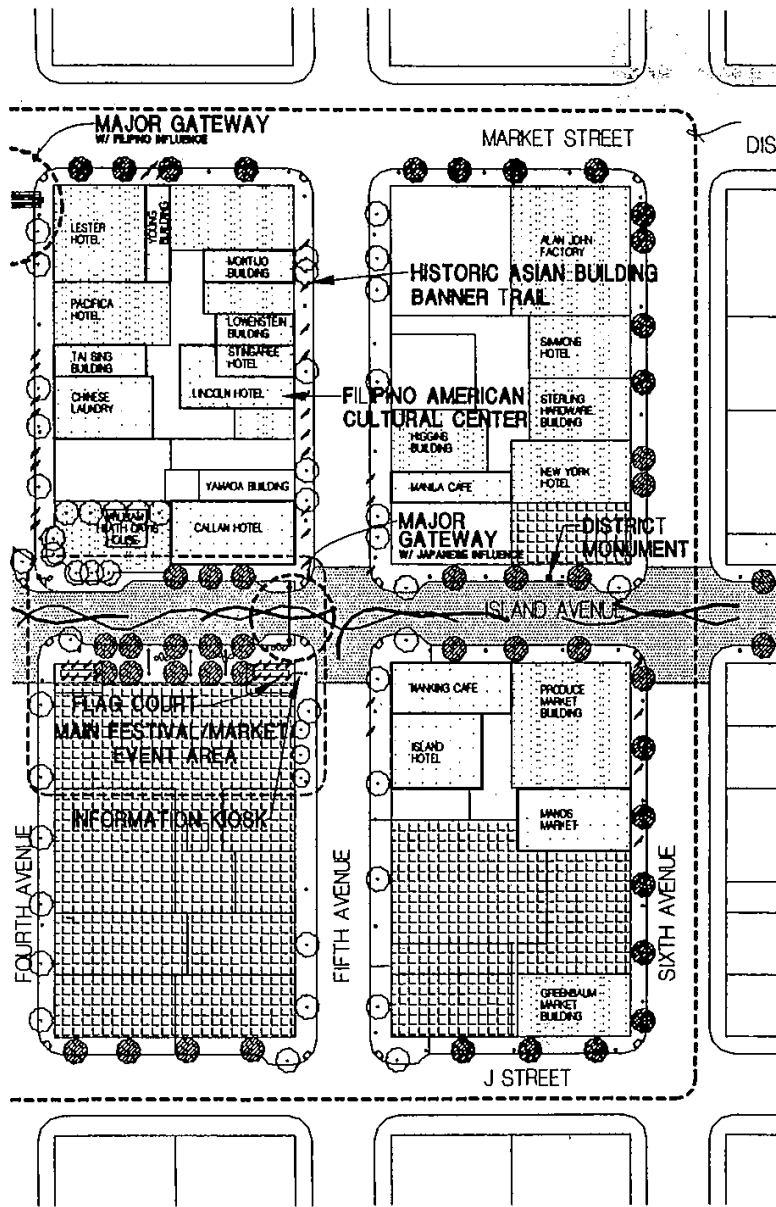 MAJOR GATEWAY
W/ FILIPINO INFLUENCE
MARKET STREET
DIS
LESTER
HOTEL
YOUNG
BUILDING
ALAN JOHN
FACTORY
MONTIJO
BUILDING
HISTORIC ASIAN BUILDING
BANNER TRAIL
PACIFICA
HOTEL
LOWENSTEIN
BUILDING
SIMMONS
HOTEL
TAI SING
BUILDING
STINGAREE
HOTEL
CHINESE
LAUNDRY
LINCOLN HOTEL
FILIPINO AMERICAN
CULTURAL CENTER
STERLING
HARDWARE
BUILDING
HIGGINS
BUILDING
NEW YORK
HOTEL
YAMADA BUILDING
MANILA CAFE
HEATH DAVIS
HOUSE
CALLAN HOTEL
MAJOR
GATEWAY
W/ JAPANESE INFLUENCE
DISTRICT
MONUMENT
ISLAND AVENUE
NANKING CAFE
PRODUCE
MARKET
BUILDING
FLAG COURT
MAIN FESTIVAL/MARKET
EVENT AREA
ISLAND
HOTEL
INFORMATION KIOSK
MANOS
MARKET
FOURTH AVENUE
FIFTH AVENUE
SIXTH AVENUE
GREENBAUM
MARKET
BUILDING
J STREET